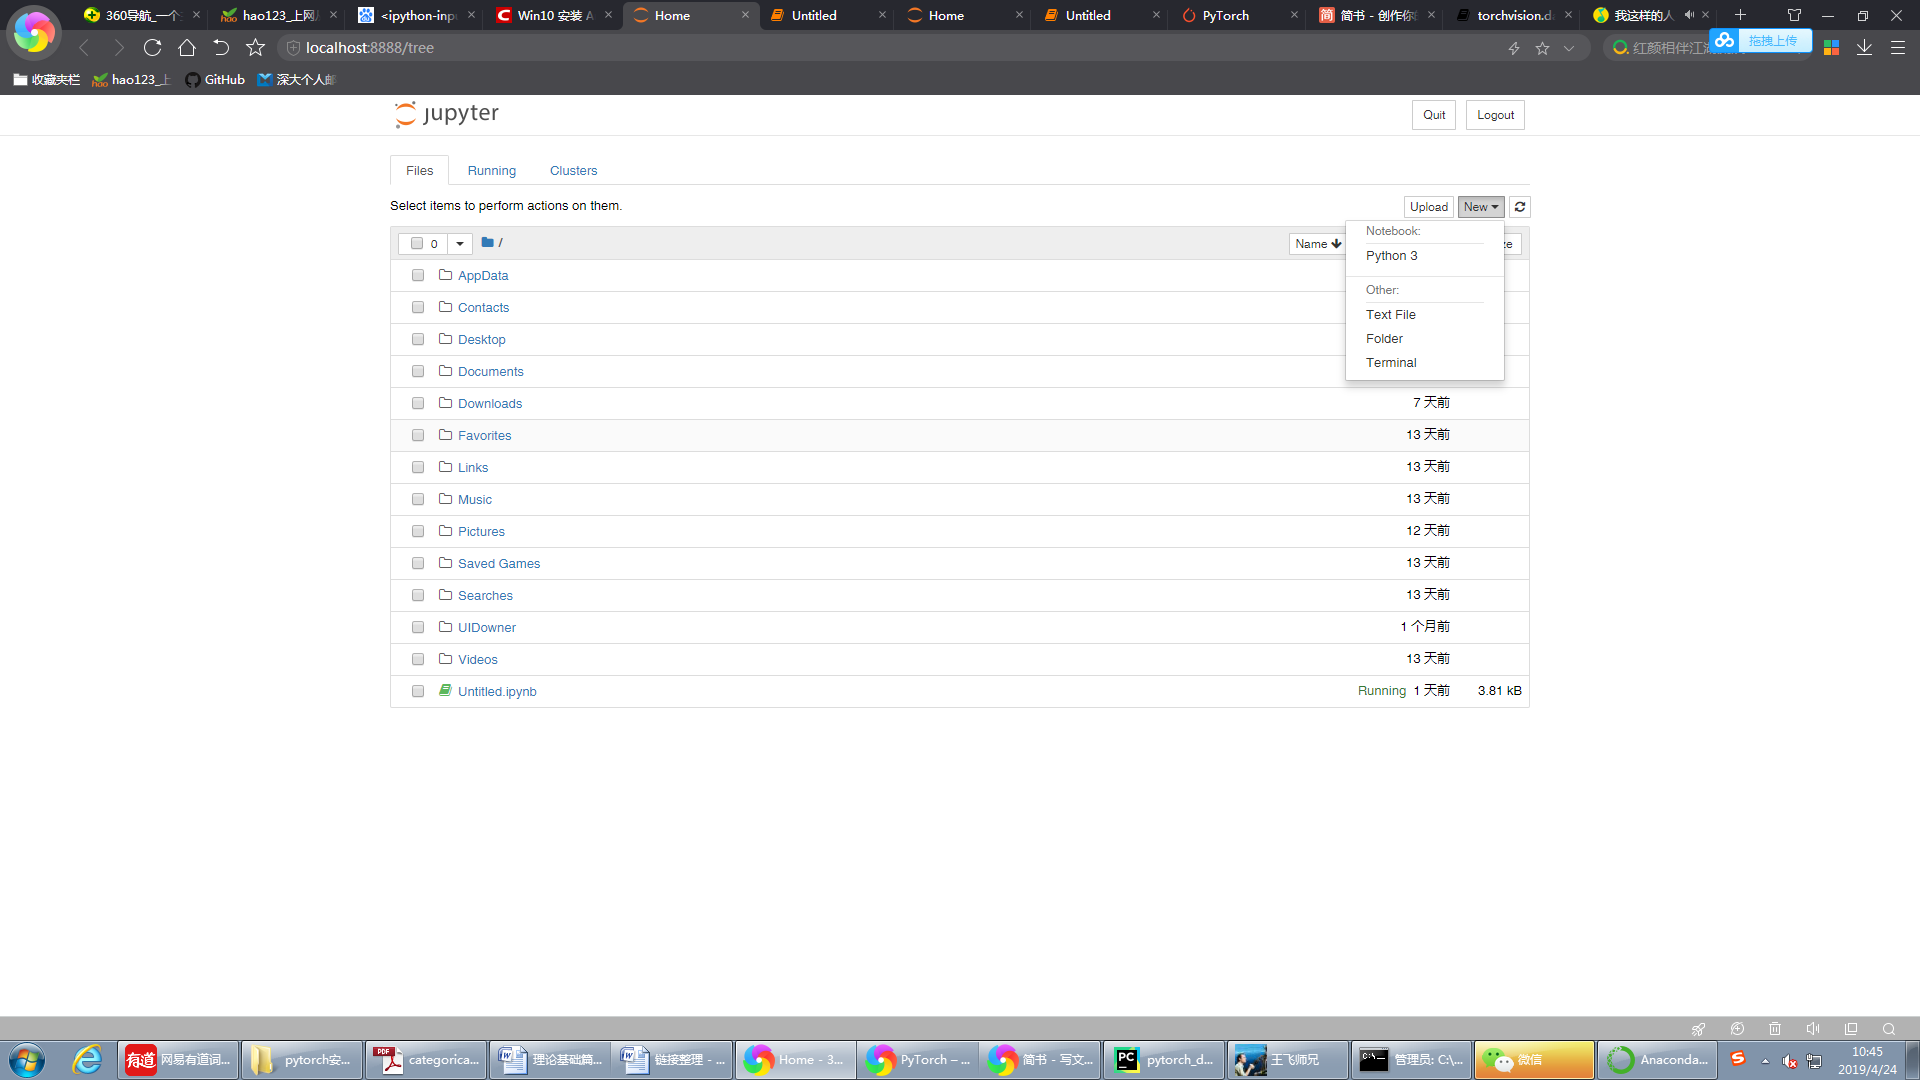 360导航_一个
hao123_上网
<ipython-inp
Win10 安装 A
Home
Untitled
Home
Untitled
PyTorch
简书 - 创作你
torchvision.d
我这样的人
localhost:8888/tree
红颜相伴江
拖拽上传
收藏夹栏
hao123_上
GitHub
深大个人邮
jupyter
Quit
Logout
Files
Running
Clusters
Select items to perform actions on them.
Upload
New
0
/
Name
ze
Notebook:
Python 3
Other:
Text File
Folder
Terminal
AppData
Contacts
Desktop
Documents
Downloads 7 天前
Favorites 13 天前
Links 13 天前
Music 13 天前
Pictures 12 天前
Saved Games 13 天前
Searches 13 天前
UIDowner 1 个月前
Videos 13 天前
Untitled.ipynb Running 1 天前 3.81 kB
有道 网易有道词...
pytorch安...
PDF categorica...
理论基础篇...
链接整理 - ...
Home - 3...
PyTorch – ...
简书 - 写文...
PC pytorch_d...
王飞师兄
管理员: C:\...
微信
Anaconda...
10:45
2019/4/24